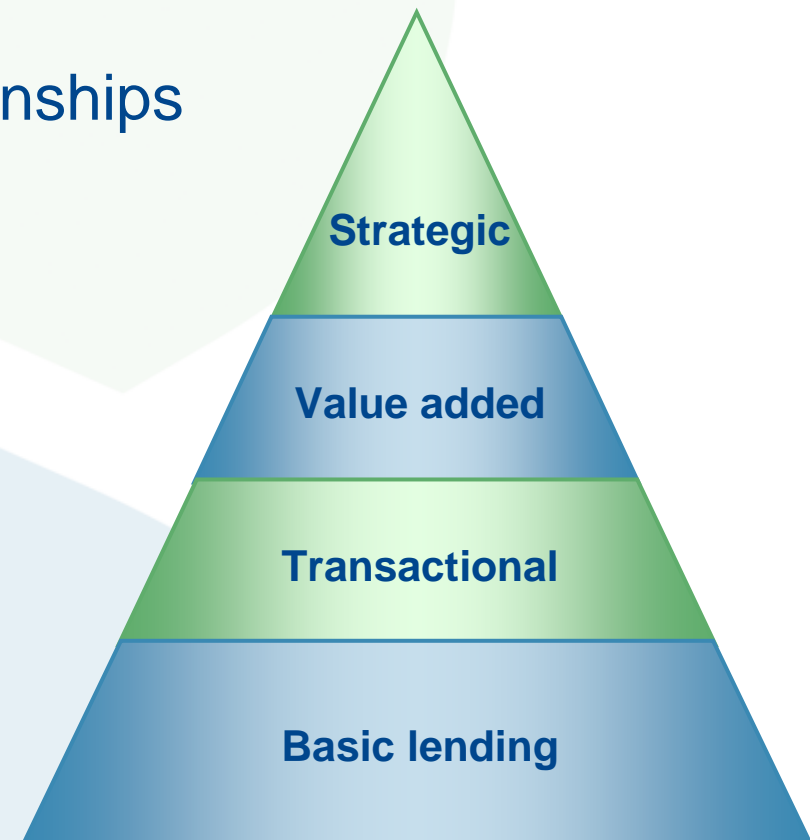 nships
Strategic
Value added
Transactional
Basic lending